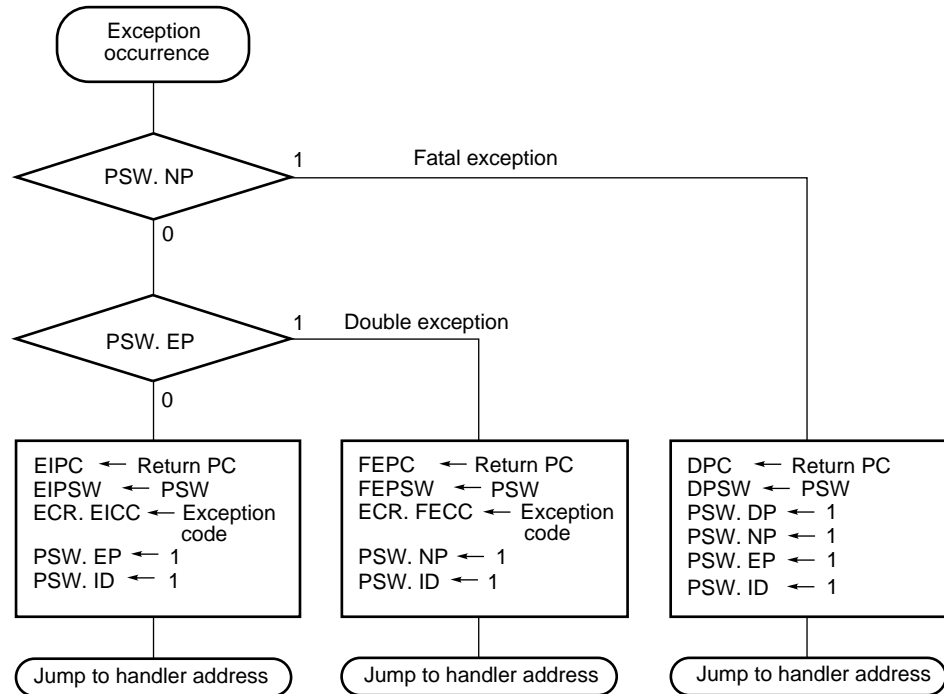 Exception
occurrence
PSW. NP
1
Fatal exception
0
PSW. EP
1
Double exception
0
EIPC ← Return PC
EIPSW ← PSW
ECR. EICC ← Exception
code
PSW. EP ← 1
PSW. ID ← 1
FEPC ← Return PC
FEPSW ← PSW
ECR. FECC ← Exception
code
PSW. NP ← 1
PSW. ID ← 1
DPC ← Return PC
DPSW ← PSW
PSW. DP ← 1
PSW. NP ← 1
PSW. EP ← 1
PSW. ID ← 1
Jump to handler address
Jump to handler address
Jump to handler address